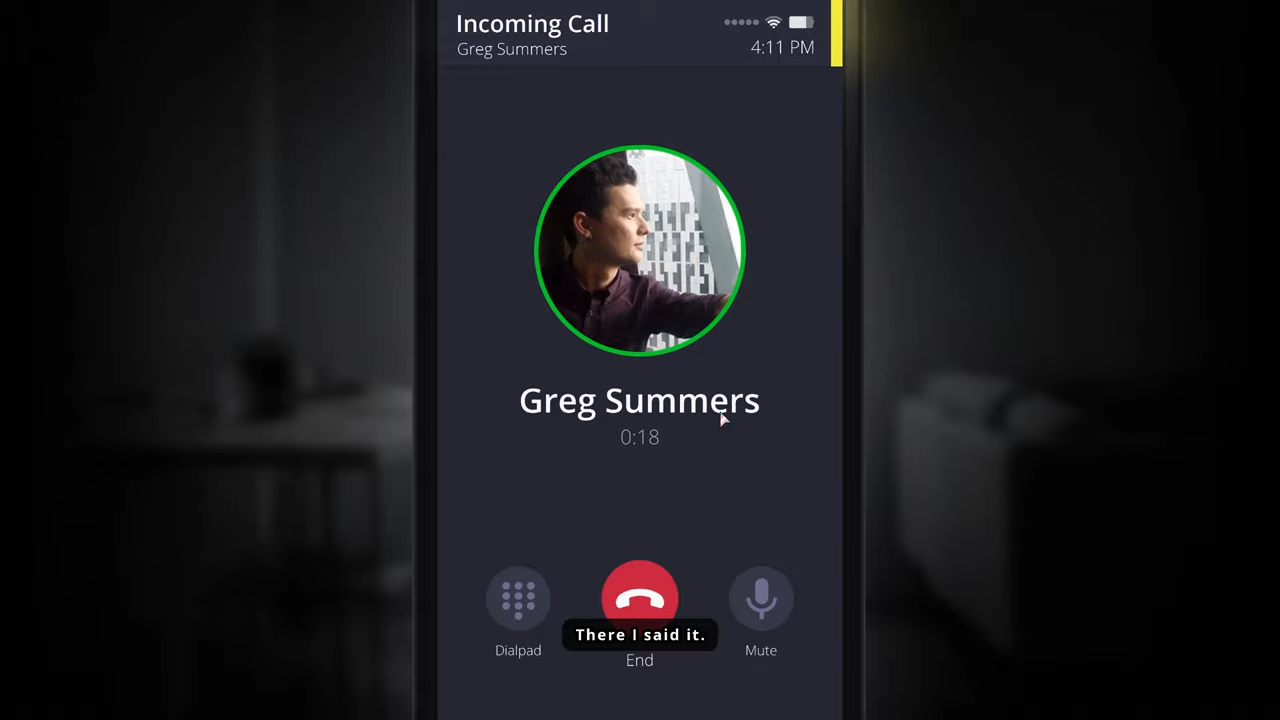 Incoming Call
Greg Summers
4:11 PM
Greg Summers
0:18
There I said it.
Dialpad
End
Mute